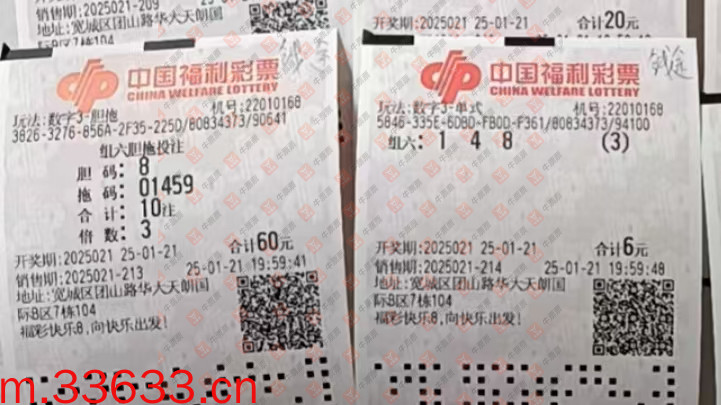 销售期:2025021-209
地址:宽城区团山路华大天朗国
际8区7栋104
开奖期:2025021 25-01-21 合计20元
中国福利彩票
CHINA WELFARE LOTTERY
玩法:数字3-胆拖 机号:22010168
3826-3276-856A-2F35-225D/80834373/90641
组六胆拖投注
胆 码: 8
拖 码: 01459
合 计: 10注
倍 数: 3
开奖期:2025021 25-01-21 合计60元
销售期:2025021-213 25-01-21 19:59:41
地址:宽城区团山路华大天朗国
际8区7栋104
福彩快乐8,向快乐出发!
中国福利彩票
CHINA WELFARE LOTTERY
钱途
玩法:数字3-单式 机号:22010168
5846-335E-6DBD-FB0D-F361/80834373/94100
组六: 1 4 8 (3)
开奖期:2025021 25-01-21 合计6元
销售期:2025021-214 25-01-21 19:59:48
地址:宽城区团山路华大天朗国
际8区7栋104
福彩快乐8,向快乐出发!
m.33633.cn